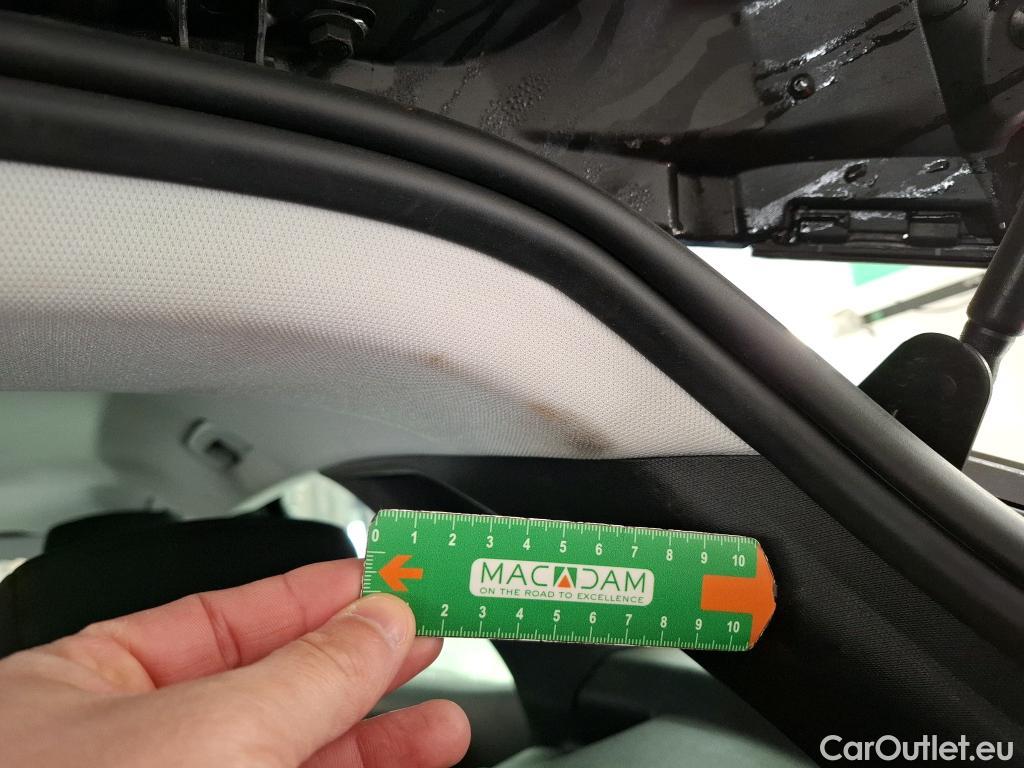 0 1 2 3 4 5 6 7 8 9 10
MACADAM
ON THE ROAD TO EXCELLENCE
2 3 4 5 6 7 8 9 10
CarOutlet.eu